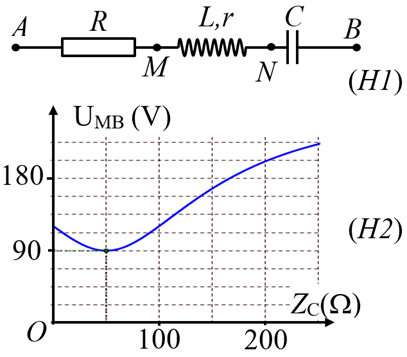 A R L,r C B
M N
(H1)
U_MB (V)
180
90
(H2)
Z_C(Ω)
O 100 200